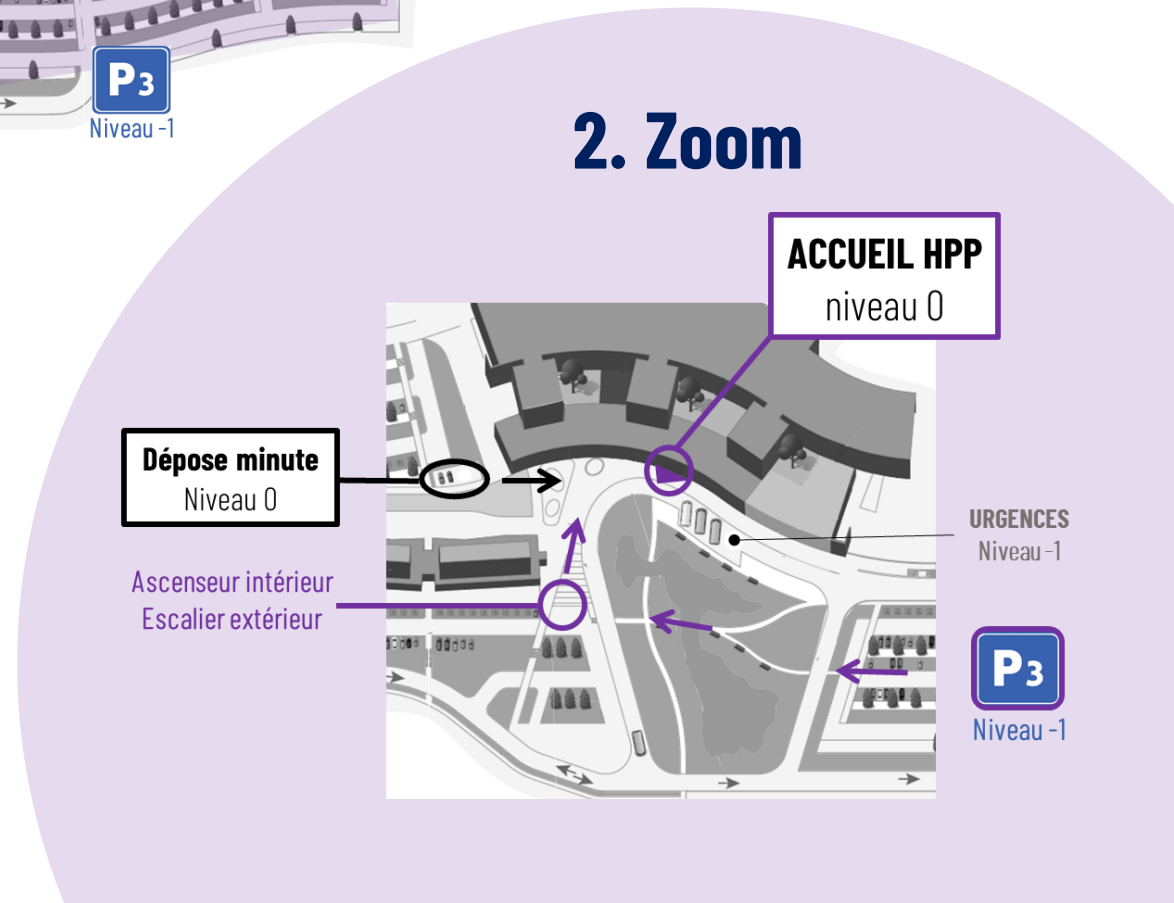 P3
Niveau -1
2. Zoom
ACCUEIL HPP
niveau 0
Dépose minute
Niveau 0
URGENCES
Niveau -1
Ascenseur intérieur
Escalier extérieur
P3
Niveau -1